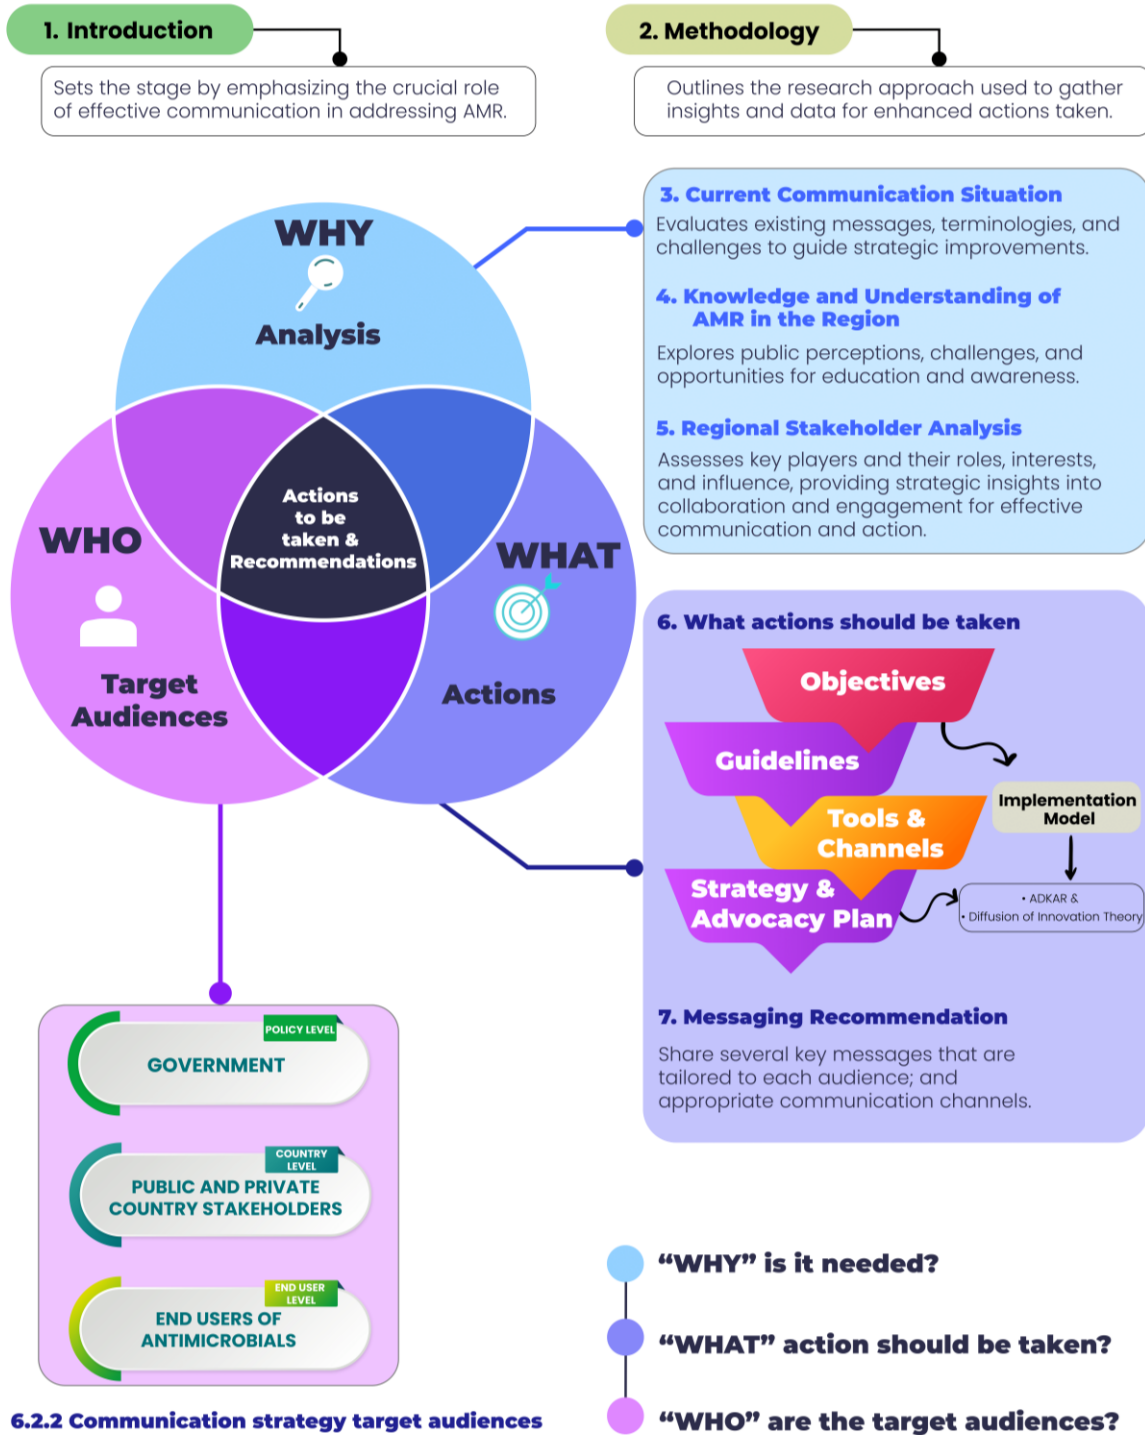 1. Introduction
Sets the stage by emphasizing the crucial role
of effective communication in addressing AMR.
2. Methodology
Outlines the research approach used to gather
insights and data for enhanced actions taken.
WHY
Analysis
WHO
Target
Audiences
WHAT
Actions
Actions
to be
taken &
Recommendations
3. Current Communication Situation
Evaluates existing messages, terminologies, and
challenges to guide strategic improvements.
4. Knowledge and Understanding of
AMR in the Region
Explores public perceptions, challenges, and
opportunities for education and awareness.
5. Regional Stakeholder Analysis
Assesses key players and their roles, interests,
and influence, providing strategic insights into
collaboration and engagement for effective
communication and action.
6. What actions should be taken
Objectives
Guidelines
Tools &
Channels
Strategy &
Advocacy Plan
Implementation
Model
• ADKAR &
• Diffusion of Innovation Theory
7. Messaging Recommendation
Share several key messages that are
tailored to each audience; and
appropriate communication channels.
POLICY LEVEL
GOVERNMENT
COUNTRY
LEVEL
PUBLIC AND PRIVATE
COUNTRY STAKEHOLDERS
END USER
LEVEL
END USERS OF
ANTIMICROBIALS
6.2.2 Communication strategy target audiences
“WHY” is it needed?
“WHAT” action should be taken?
“WHO” are the target audiences?